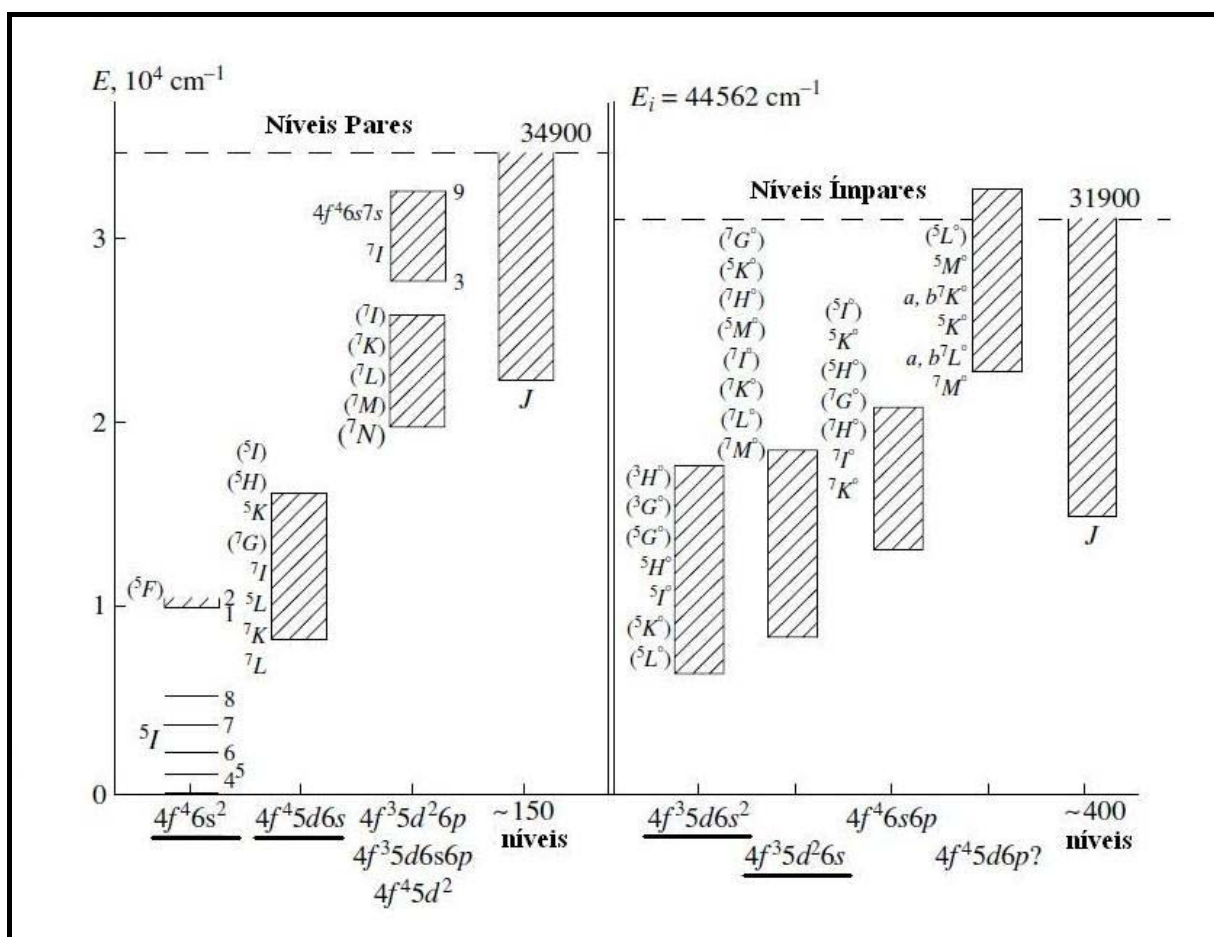 E, 10⁴ cm⁻¹
Níveis Pares
34900
3
2
1
0
4f⁴6s7s
⁷I
9
3
(⁷I)
(⁷K)
(⁷L)
(⁷M)
(⁷N)
J
(⁵I)
(⁵H)
⁵K
(⁷G)
⁷I
⁵L
⁷K
⁷L
(⁵F)
2
1
⁵I
8
7
6
5
4
4f⁴6s²
4f⁴5d6s
4f³5d²6p
4f³5d6s6p
4f⁴5d²
~150
níveis
Eᵢ = 44562 cm⁻¹
Níveis Ímpares
31900
(³H°)
(³G°)
(⁵G°)
⁵H°
⁵I°
(⁵K°)
(⁵L°)
(⁷G°)
(⁵K°)
(⁷H°)
(⁵M°)
(⁷I°)
(⁷K°)
(⁷L°)
(⁷M°)
(⁵I°)
⁵K°
(⁵H°)
(⁷G°)
(⁷H°)
⁷I°
⁷K°
(⁵L°)
⁵M°
a, b⁷K°
⁵K°
a, b⁷L°
⁷M°
J
4f³5d6s²
4f³5d²6s
4f⁴6s6p
4f⁴5d6p?
~400
níveis